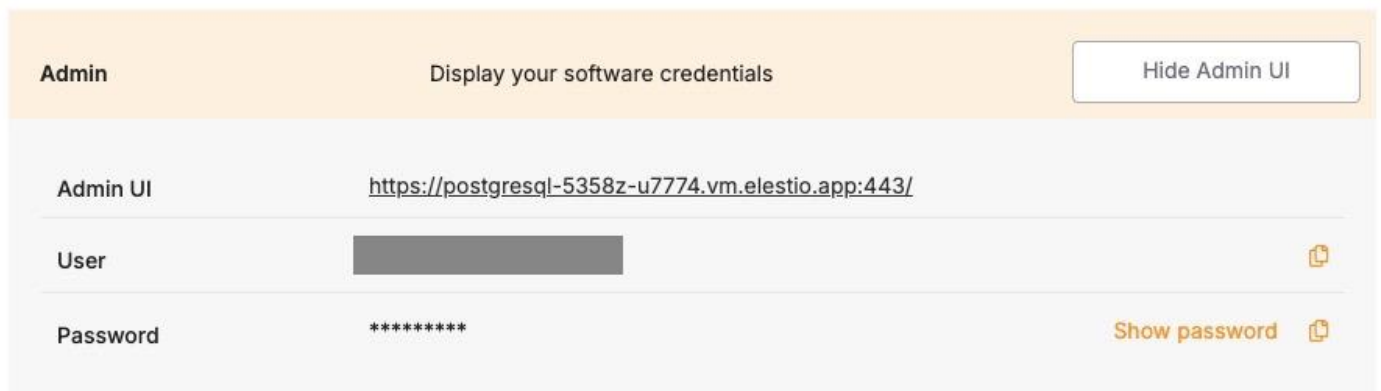 Admin Display your software credentials Hide Admin UI
Admin UI https://postgresql-5358z-u7774.vm.elestio.app:443/
User
Password ********* Show password